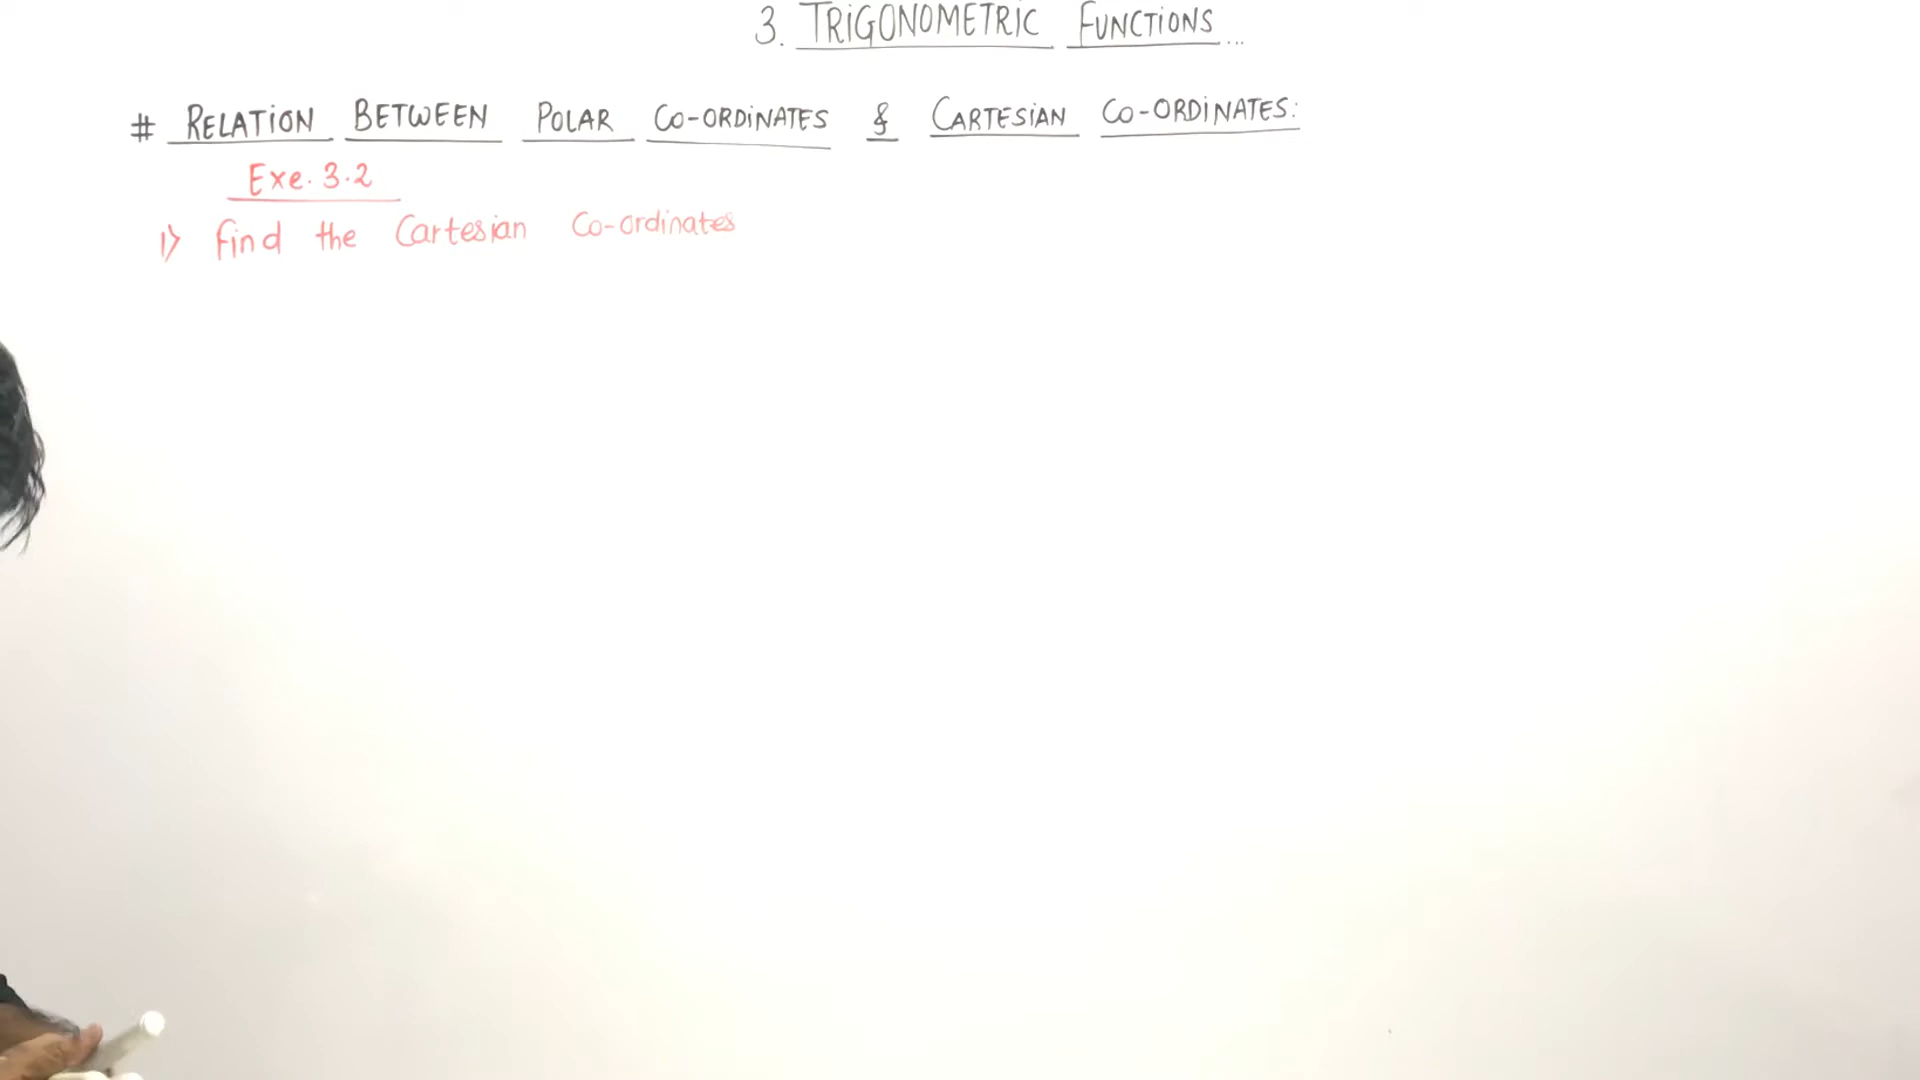 3. TRIGONOMETRIC FUNCTIONS...
# RELATION BETWEEN POLAR CO-ORDINATES & CARTESIAN CO-ORDINATES:
Exe. 3.2
1) Find the Cartesian Co-ordinates